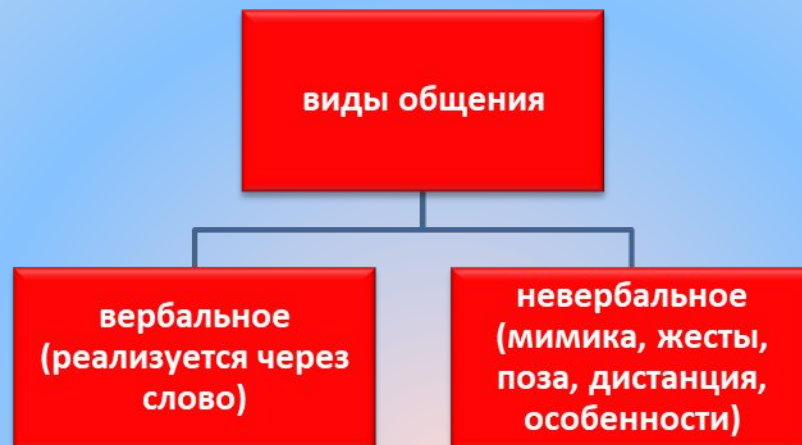 виды общения
вербальное
(реализуется через
слово)
невербальное
(мимика, жесты,
поза, дистанция,
особенности)